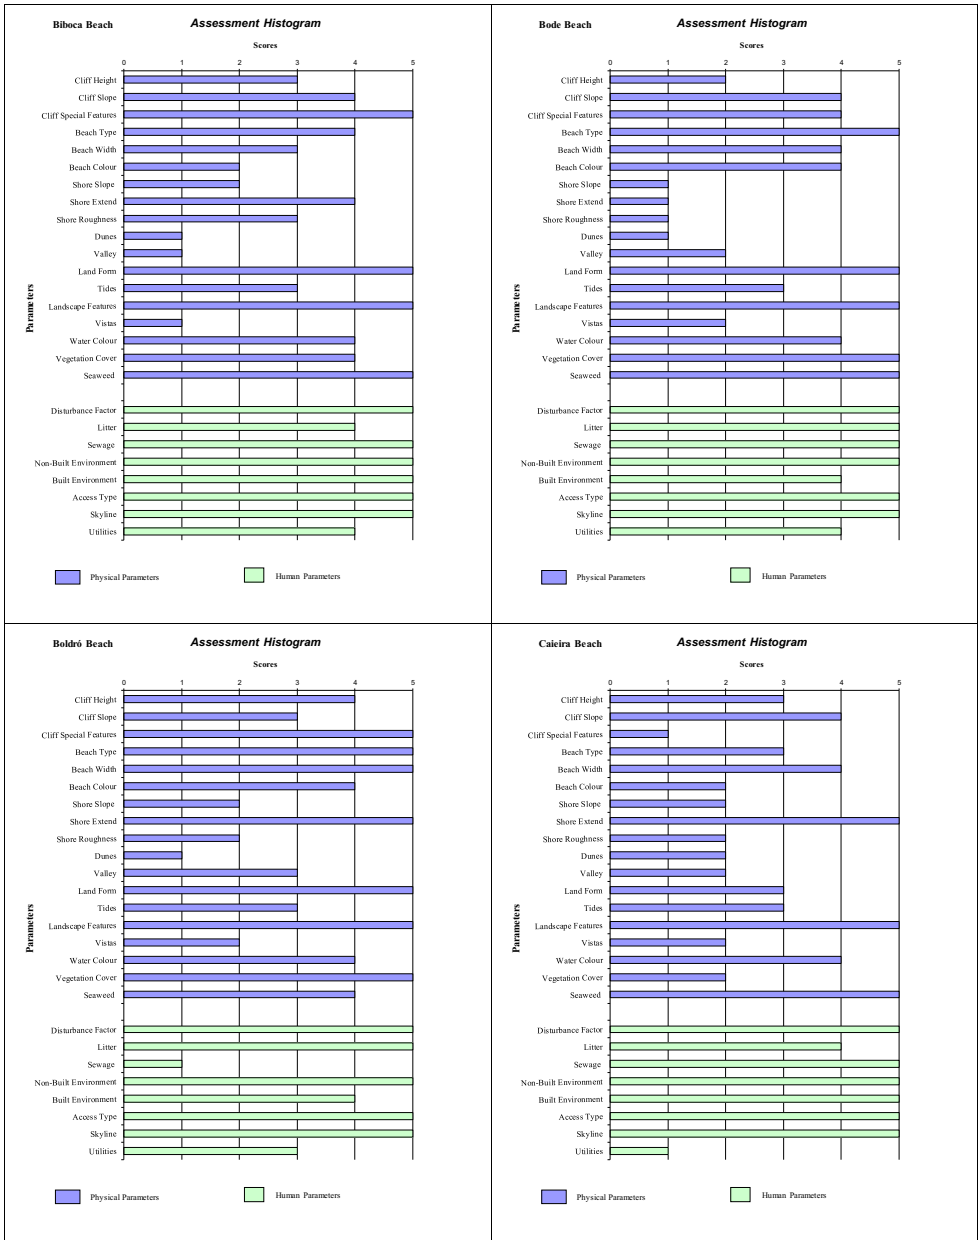 Biboca Beach Assessment Histogram
Scores
0 1 2 3 4 5
Cliff Height
Cliff Slope
Cliff Special Features
Beach Type
Beach Width
Beach Colour
Shore Slope
Shore Extend
Shore Roughness
Dunes
Valley
Land Form
Tides
Landscape Features
Vistas
Water Colour
Vegetation Cover
Seaweed
Disturbance Factor
Litter
Sewage
Non-Built Environment
Built Environment
Access Type
Skyline
Utilities
Parameters
Physical Parameters Human Parameters
Bode Beach Assessment Histogram
Scores
0 1 2 3 4 5
Cliff Height
Cliff Slope
Cliff Special Features
Beach Type
Beach Width
Beach Colour
Shore Slope
Shore Extend
Shore Roughness
Dunes
Valley
Land Form
Tides
Landscape Features
Vistas
Water Colour
Vegetation Cover
Seaweed
Disturbance Factor
Litter
Sewage
Non-Built Environment
Built Environment
Access Type
Skyline
Utilities
Parameters
Physical Parameters Human Parameters
Boldró Beach Assessment Histogram
Scores
0 1 2 3 4 5
Cliff Height
Cliff Slope
Cliff Special Features
Beach Type
Beach Width
Beach Colour
Shore Slope
Shore Extend
Shore Roughness
Dunes
Valley
Land Form
Tides
Landscape Features
Vistas
Water Colour
Vegetation Cover
Seaweed
Disturbance Factor
Litter
Sewage
Non-Built Environment
Built Environment
Access Type
Skyline
Utilities
Parameters
Physical Parameters Human Parameters
Caieira Beach Assessment Histogram
Scores
0 1 2 3 4 5
Cliff Height
Cliff Slope
Cliff Special Features
Beach Type
Beach Width
Beach Colour
Shore Slope
Shore Extend
Shore Roughness
Dunes
Valley
Land Form
Tides
Landscape Features
Vistas
Water Colour
Vegetation Cover
Seaweed
Disturbance Factor
Litter
Sewage
Non-Built Environment
Built Environment
Access Type
Skyline
Utilities
Parameters
Physical Parameters Human Parameters